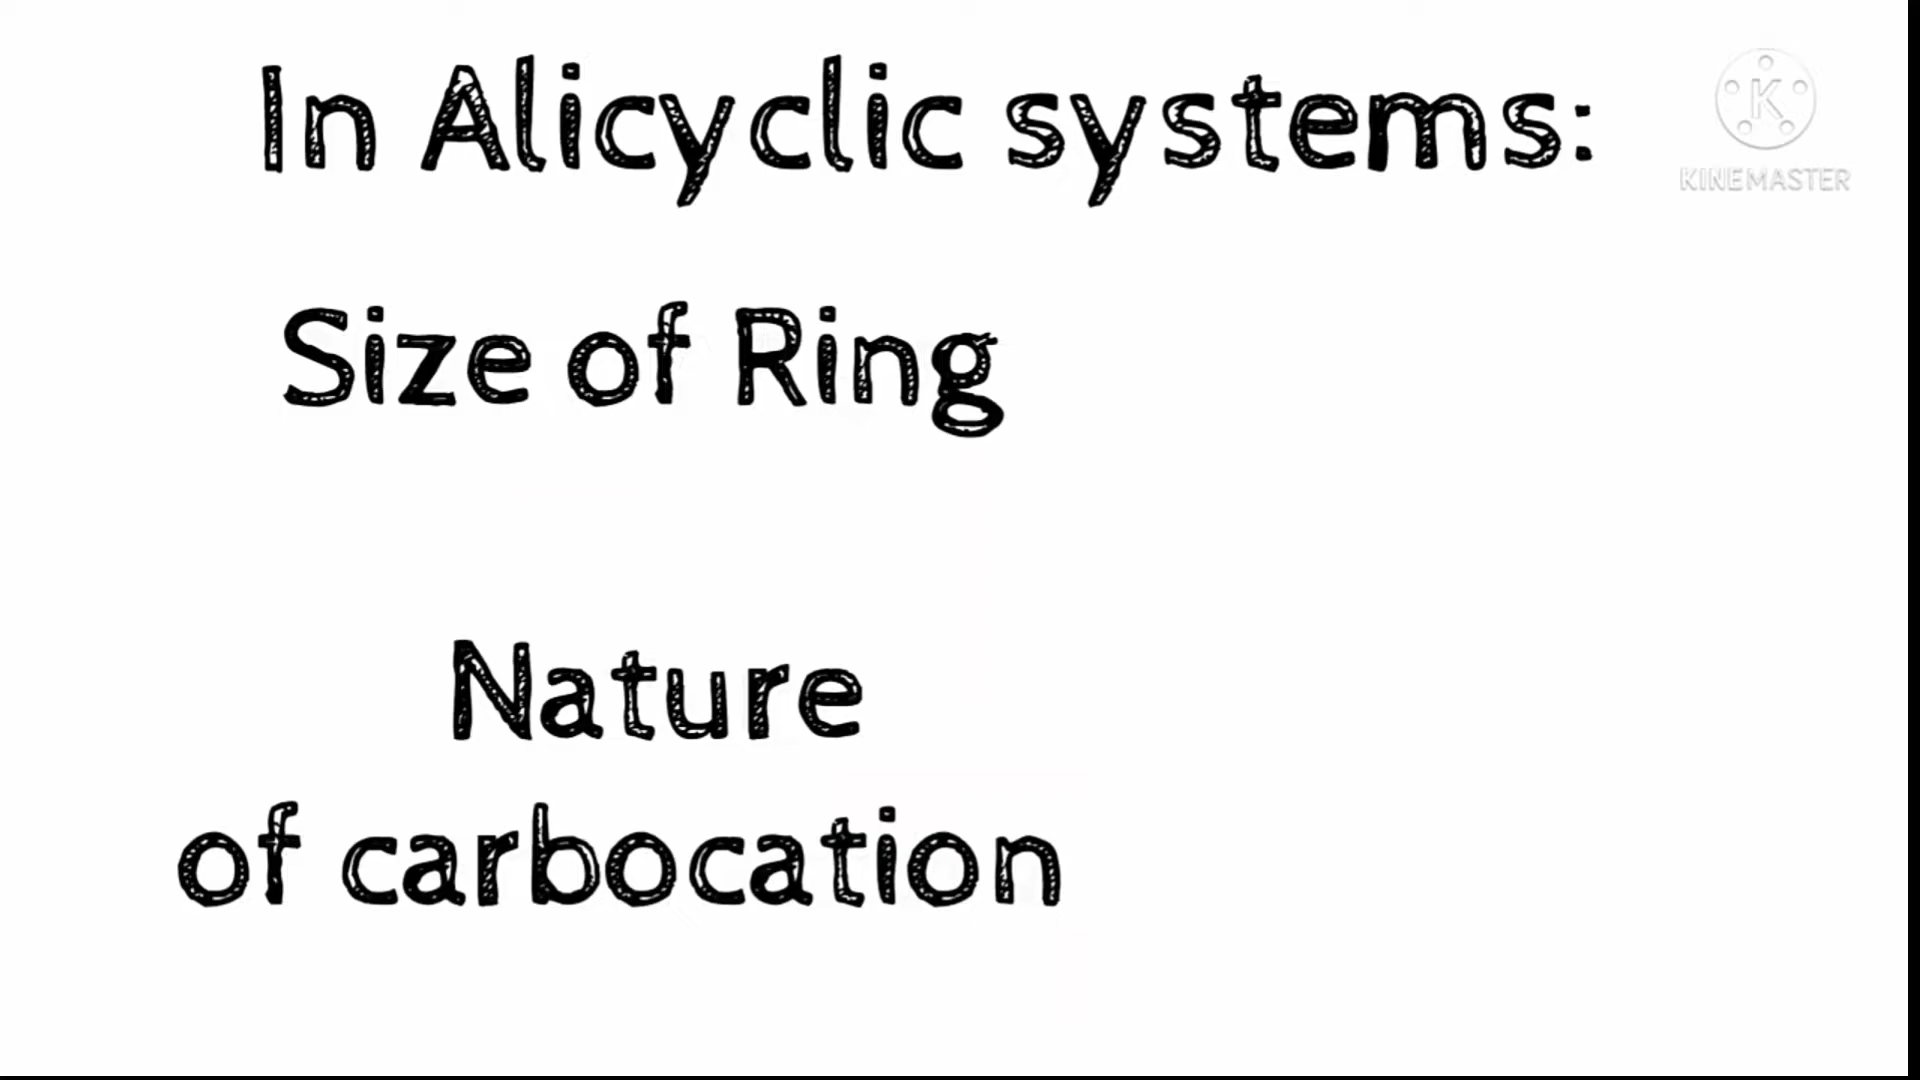 In Alicyclic systems:
KINEMASTER
Size of Ring
Nature
of carbocation